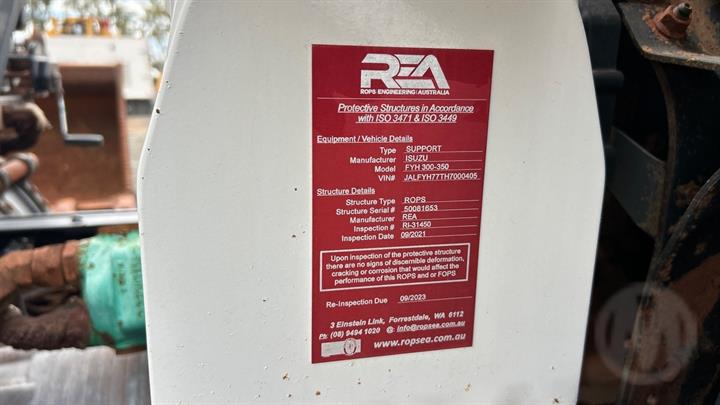 REA
ROPS ENGINEERING AUSTRALIA
Protective Structures in Accordance
with ISO 3471 & ISO 3449
Equipment / Vehicle Details
Type SUPPORT
Manufacturer ISUZU
Model FYH 300-350
VIN# JALFYH77TH7000405
Structure Details
Structure Type ROPS
Structure Serial # 50081653
Manufacturer REA
Inspection # RI-31450
Inspection Date 09/2021
Upon inspection of the protective structure
there are no signs of discernible deformation,
cracking or corrosion that would affect the
performance of this ROPS and or FOPS
Re-Inspection Due 09/2023
3 Einstein Link, Forrestdale, WA 6112
Ph: (08) 9494 1020 @: info@ropsea.com.au
www.ropsea.com.au